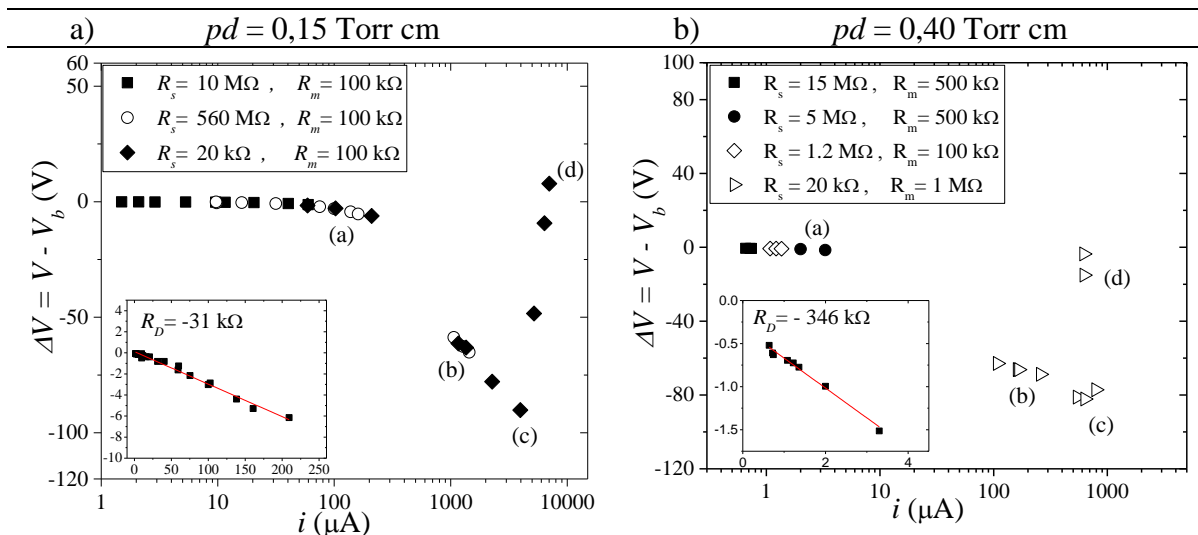 a) pd = 0,15 Torr cm
60
50
0
-50
-100
-120
ΔV = V - V_b (V)
R_s= 10 MΩ , R_m= 100 kΩ
R_s= 560 MΩ , R_m= 100 kΩ
R_s= 20 kΩ , R_m= 100 kΩ
(a)
(b)
(c)
(d)
R_D= -31 kΩ
4
2
0
-2
-4
-6
-8
-10
0 50 100 150 200 250
1 10 100 1000 10000
i (μA)
b) pd = 0,40 Torr cm
100
80
40
0
-40
-80
-120
ΔV = V - V_b (V)
R_s= 15 MΩ , R_m= 500 kΩ
R_s= 5 MΩ , R_m= 500 kΩ
R_s= 1.2 MΩ , R_m= 100 kΩ
R_s= 20 kΩ , R_m= 1 MΩ
(a)
(b)
(c)
(d)
R_D= - 346 kΩ
0.0
-0.5
-1.0
-1.5
0 2 4
1 10 100 1000
i (μA)